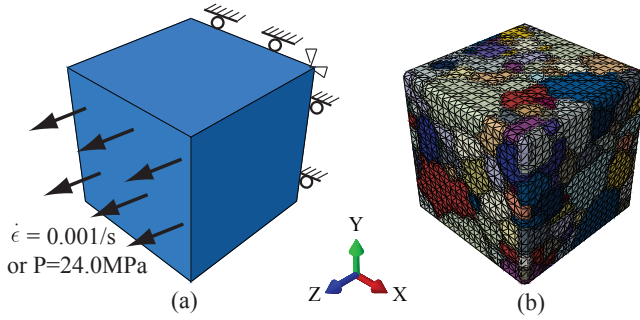 ε̇ = 0.001/s
or P=24.0MPa
(a)
Y
Z
X
(b)